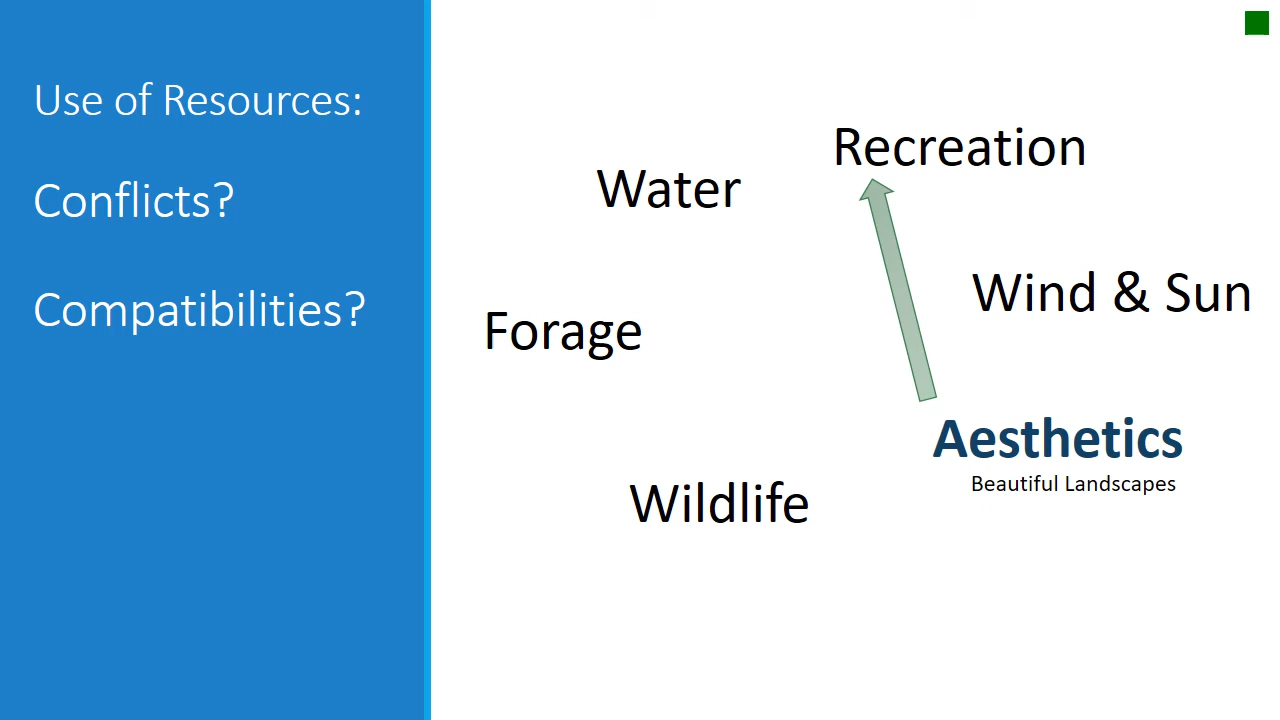 Use of Resources:
Conflicts?
Compatibilities?
Recreation
Water
Wind & Sun
Forage
Aesthetics
Beautiful Landscapes
Wildlife